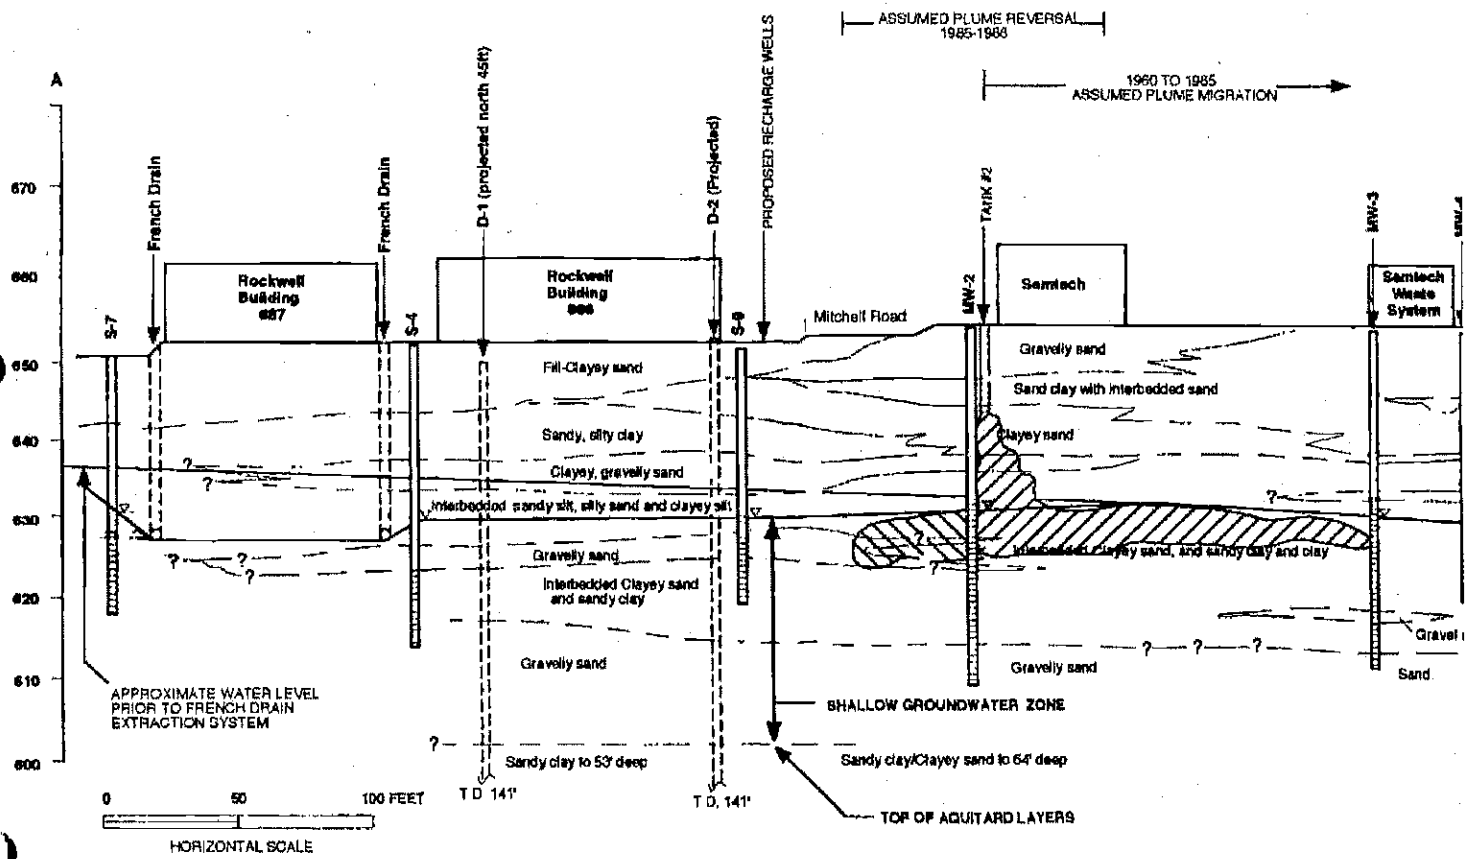 ASSUMED PLUME REVERSAL
1985-1988
A
1960 TO 1985
ASSUMED PLUME MIGRATION
French Drain
French Drain
D-1 (projected north 45ft)
D-2 (Projected)
PROPOSED RECHARGE WELLS
TANK #2
MW-3
670
660
650
640
630
620
610
600
S-7
Rockwell
Building
S-4
Rockwell
Building
S-9
Mitchell Road
MW-2
Semtech
Semtech
Waste
System
Fill-Clayey sand
Gravelly sand
Sand clay with interbedded sand
Sandy, silty clay
Clayey sand
Clayey, gravelly sand
Interbedded sandy silt, silty sand and clayey silt
?
?
?
Gravelly sand
Interbedded Clayey sand, and sandy clay and clay
?
?
?
?
?
Interbedded Clayey sand
and sandy clay
Gravelly sand
Gravelly sand
? ? ?
Gravel
Sand
APPROXIMATE WATER LEVEL
PRIOR TO FRENCH DRAIN
EXTRACTION SYSTEM
SHALLOW GROUNDWATER ZONE
?
Sandy clay to 53' deep
Sandy clay/Clayey sand to 64' deep
T D 141'
T D, 141'
TOP OF AQUITARD LAYERS
0 50 100 FEET
HORIZONTAL SCALE